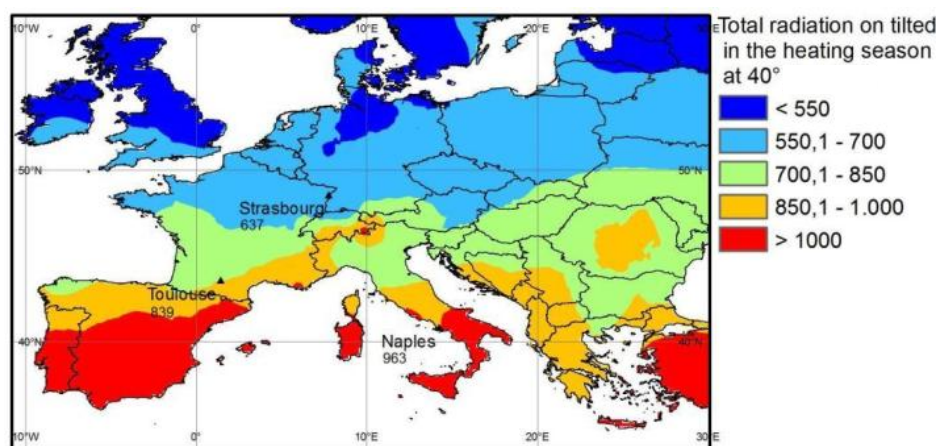 10°W
0°
10°E
20°E
E
Total radiation on tilted
in the heating season
at 40°
< 550
550,1 - 700
700,1 - 850
850,1 - 1.000
> 1000
50°N
50°N
Strasbourg
637
Toulouse
839
40°N
Naples
963
40°N
10°W
0°
10°E
20°E
30°E